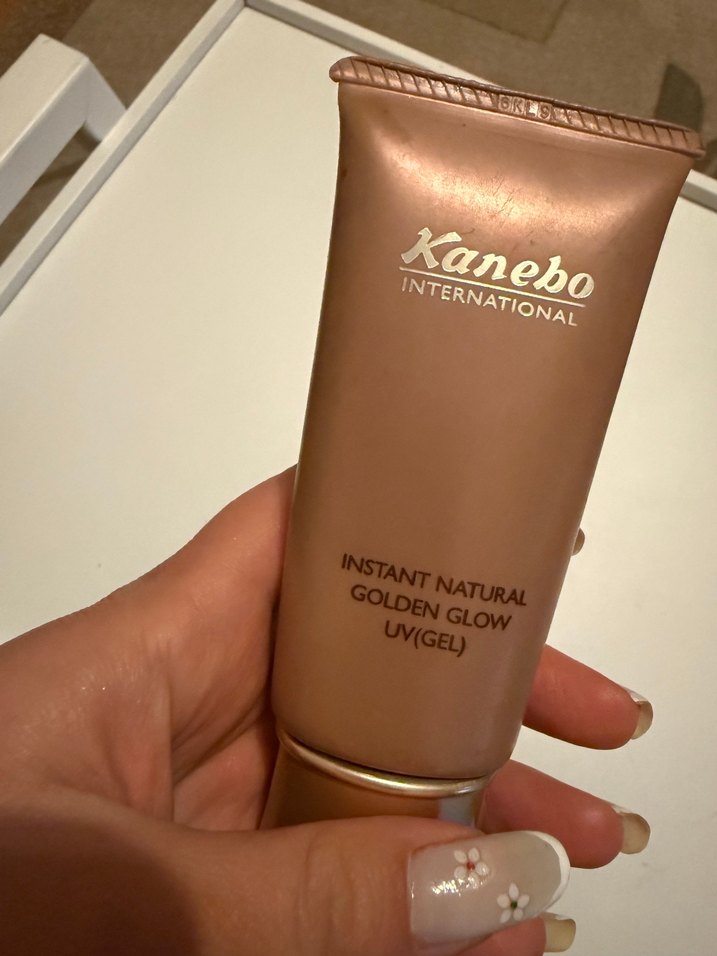 Kanebo
INTERNATIONAL
INSTANT NATURAL
GOLDEN GLOW
UV(GEL)